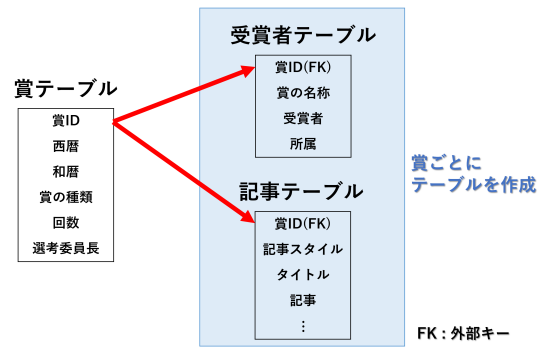 賞テーブル
賞ID
西暦
和暦
賞の種類
回数
選考委員長
受賞者テーブル
賞ID(FK)
賞の名称
受賞者
所属
記事テーブル
賞ID(FK)
記事スタイル
タイトル
記事
⋮
賞ごとに
テーブルを作成
FK : 外部キー